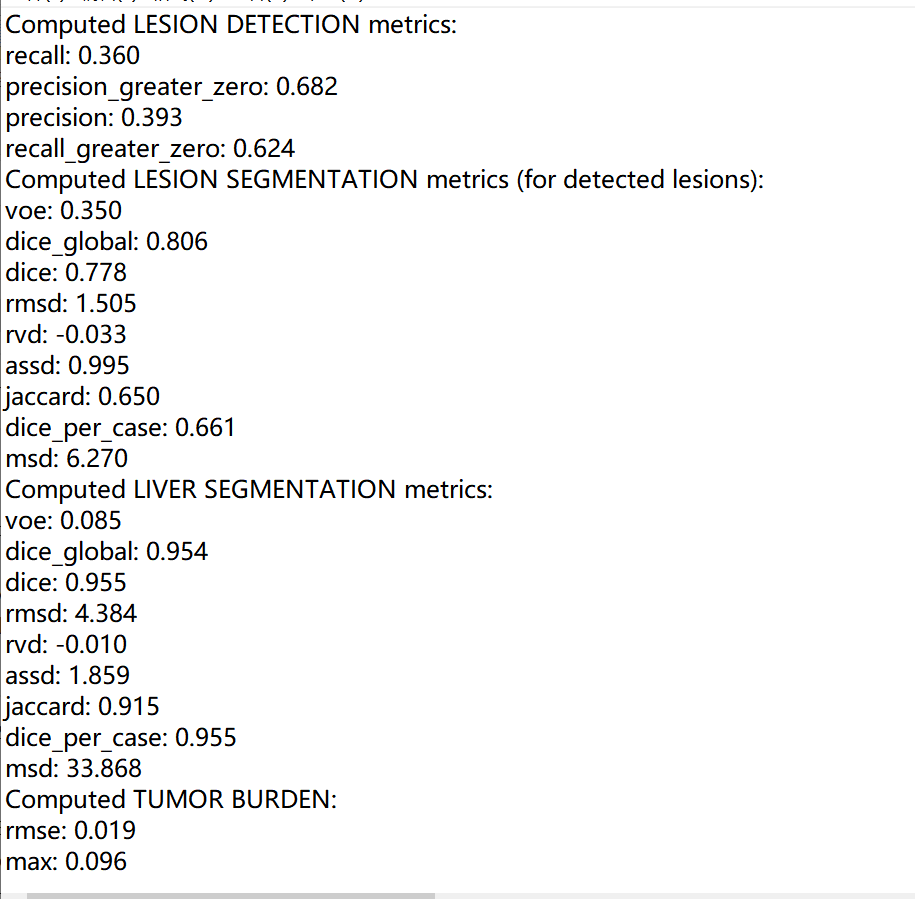 Computed LESION DETECTION metrics:
recall: 0.360
precision_greater_zero: 0.682
precision: 0.393
recall_greater_zero: 0.624
Computed LESION SEGMENTATION metrics (for detected lesions):
voe: 0.350
dice_global: 0.806
dice: 0.778
rmsd: 1.505
rvd: -0.033
assd: 0.995
jaccard: 0.650
dice_per_case: 0.661
msd: 6.270
Computed LIVER SEGMENTATION metrics:
voe: 0.085
dice_global: 0.954
dice: 0.955
rmsd: 4.384
rvd: -0.010
assd: 1.859
jaccard: 0.915
dice_per_case: 0.955
msd: 33.868
Computed TUMOR BURDEN:
rmse: 0.019
max: 0.096